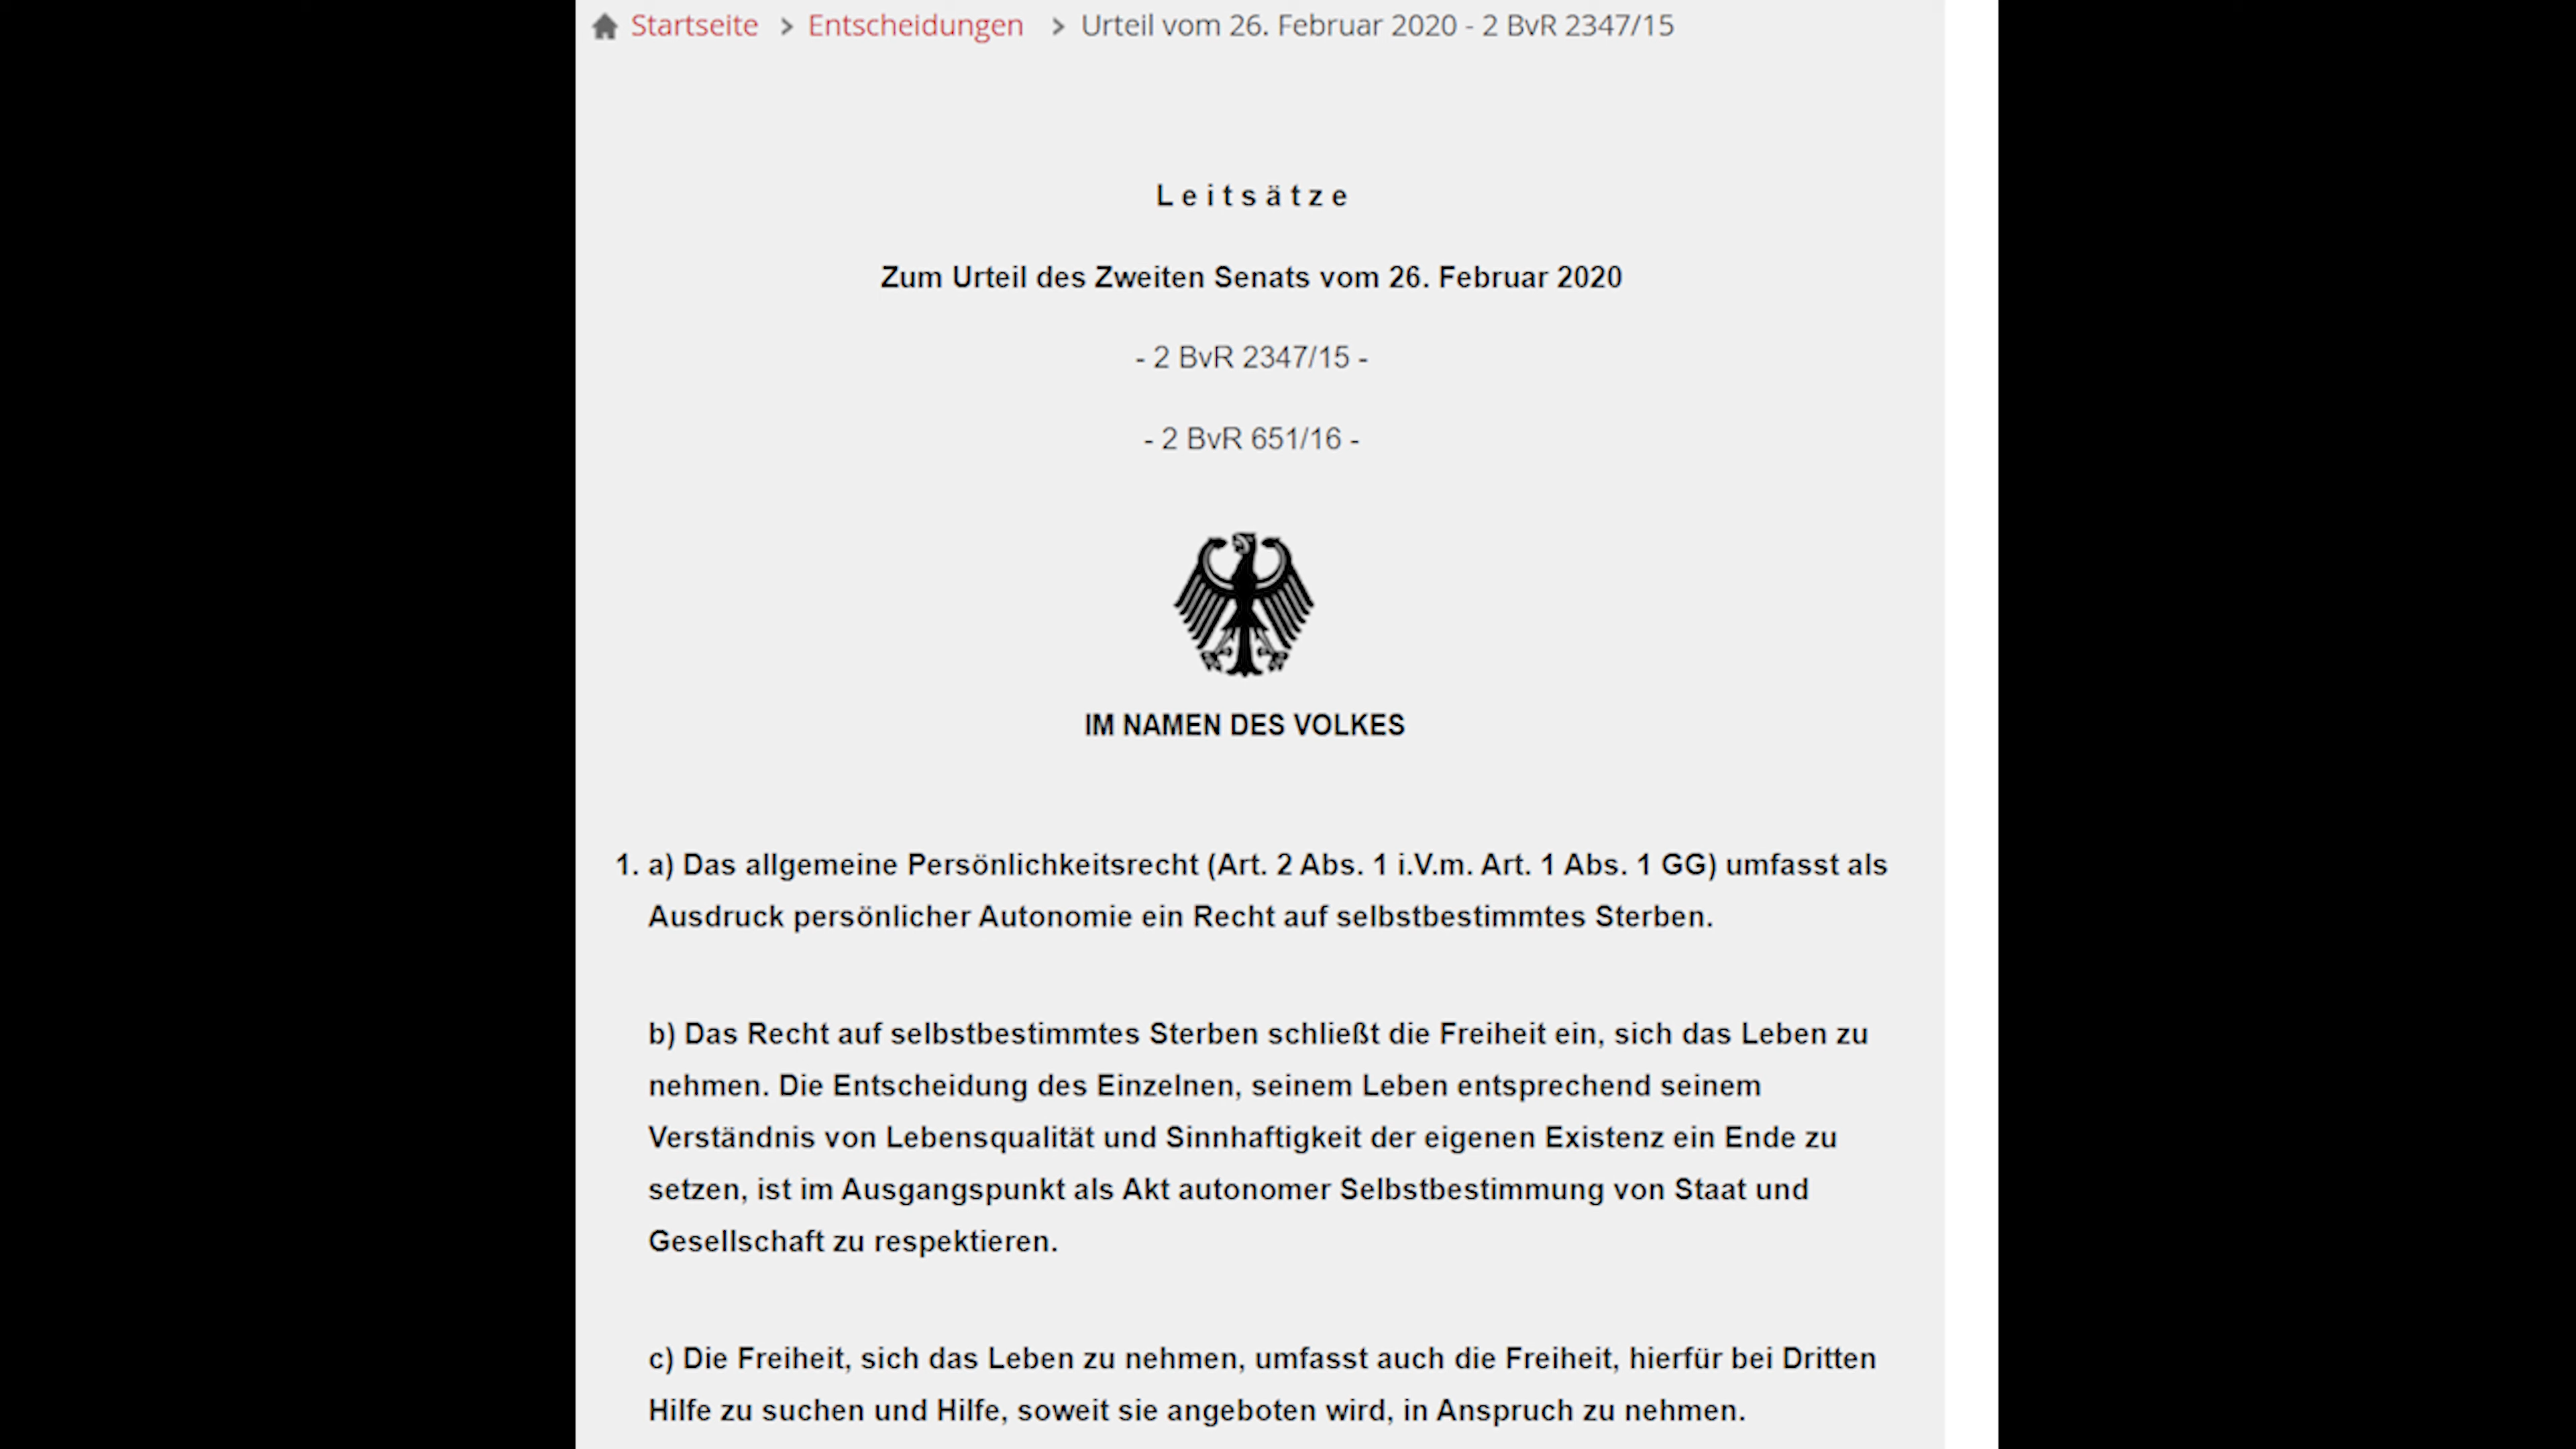 Startseite > Entscheidungen > Urteil vom 26. Februar 2020 - 2 BvR 2347/15
Leitsätze
Zum Urteil des Zweiten Senats vom 26. Februar 2020
- 2 BvR 2347/15 -
- 2 BvR 651/16 -
IM NAMEN DES VOLKES
1. a) Das allgemeine Persönlichkeitsrecht (Art. 2 Abs. 1 i.V.m. Art. 1 Abs. 1 GG) umfasst als
Ausdruck persönlicher Autonomie ein Recht auf selbstbestimmtes Sterben.
b) Das Recht auf selbstbestimmtes Sterben schließt die Freiheit ein, sich das Leben zu
nehmen. Die Entscheidung des Einzelnen, seinem Leben entsprechend seinem
Verständnis von Lebensqualität und Sinnhaftigkeit der eigenen Existenz ein Ende zu
setzen, ist im Ausgangspunkt als Akt autonomer Selbstbestimmung von Staat und
Gesellschaft zu respektieren.
c) Die Freiheit, sich das Leben zu nehmen, umfasst auch die Freiheit, hierfür bei Dritten
Hilfe zu suchen und Hilfe, soweit sie angeboten wird, in Anspruch zu nehmen.